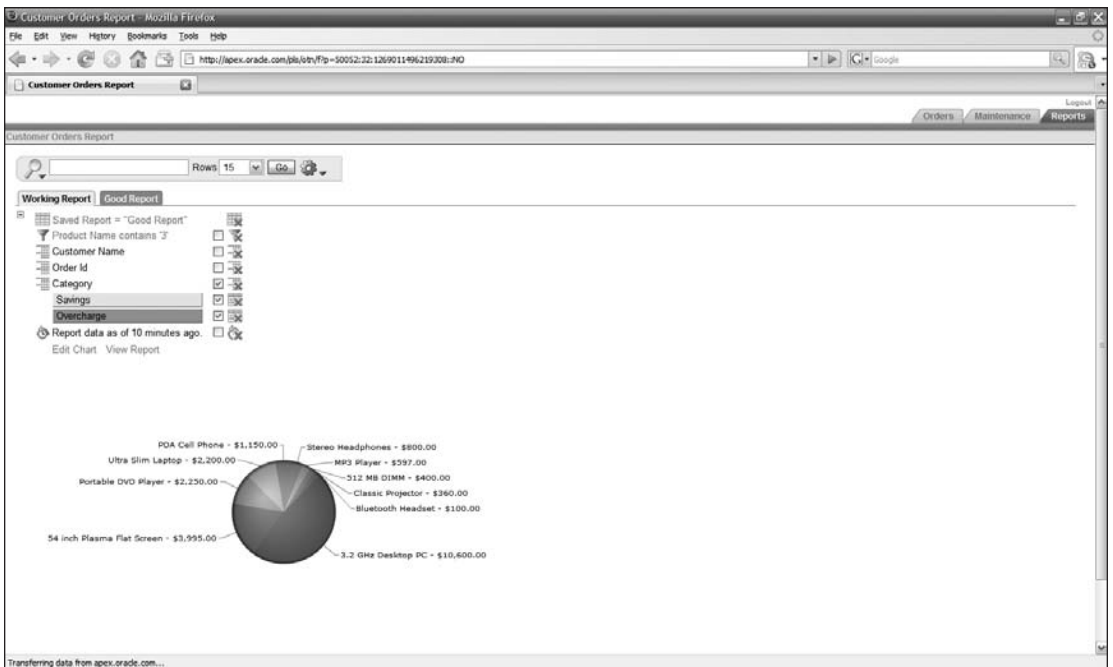 Customer Orders Report - Mozilla Firefox
File Edit View History Bookmarks Tools Help
http://apex.oracle.com/pls/otn/f?p=50052:32:1269011496219308::NO
Google
Customer Orders Report
Logout
Orders Maintenance Reports
Customer Orders Report
Rows 15 Go
Working Report Good Report
Saved Report = "Good Report"
Product Name contains '3'
Customer Name
Order Id
Category
Savings
Overcharge
Report data as of 10 minutes ago.
Edit Chart View Report
PDA Cell Phone - $1,150.00
Stereo Headphones - $800.00
Ultra Slim Laptop - $2,200.00
MP3 Player - $597.00
512 MB DIMM - $400.00
Portable DVD Player - $2,250.00
Classic Projector - $360.00
Bluetooth Headset - $100.00
54 inch Plasma Flat Screen - $3,995.00
3.2 GHz Desktop PC - $10,600.00
Transferring data from apex.oracle.com...